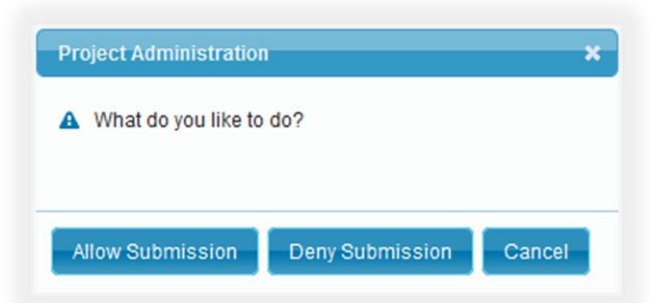 Project Administration
What do you like to do?
Allow Submission Deny Submission Cancel